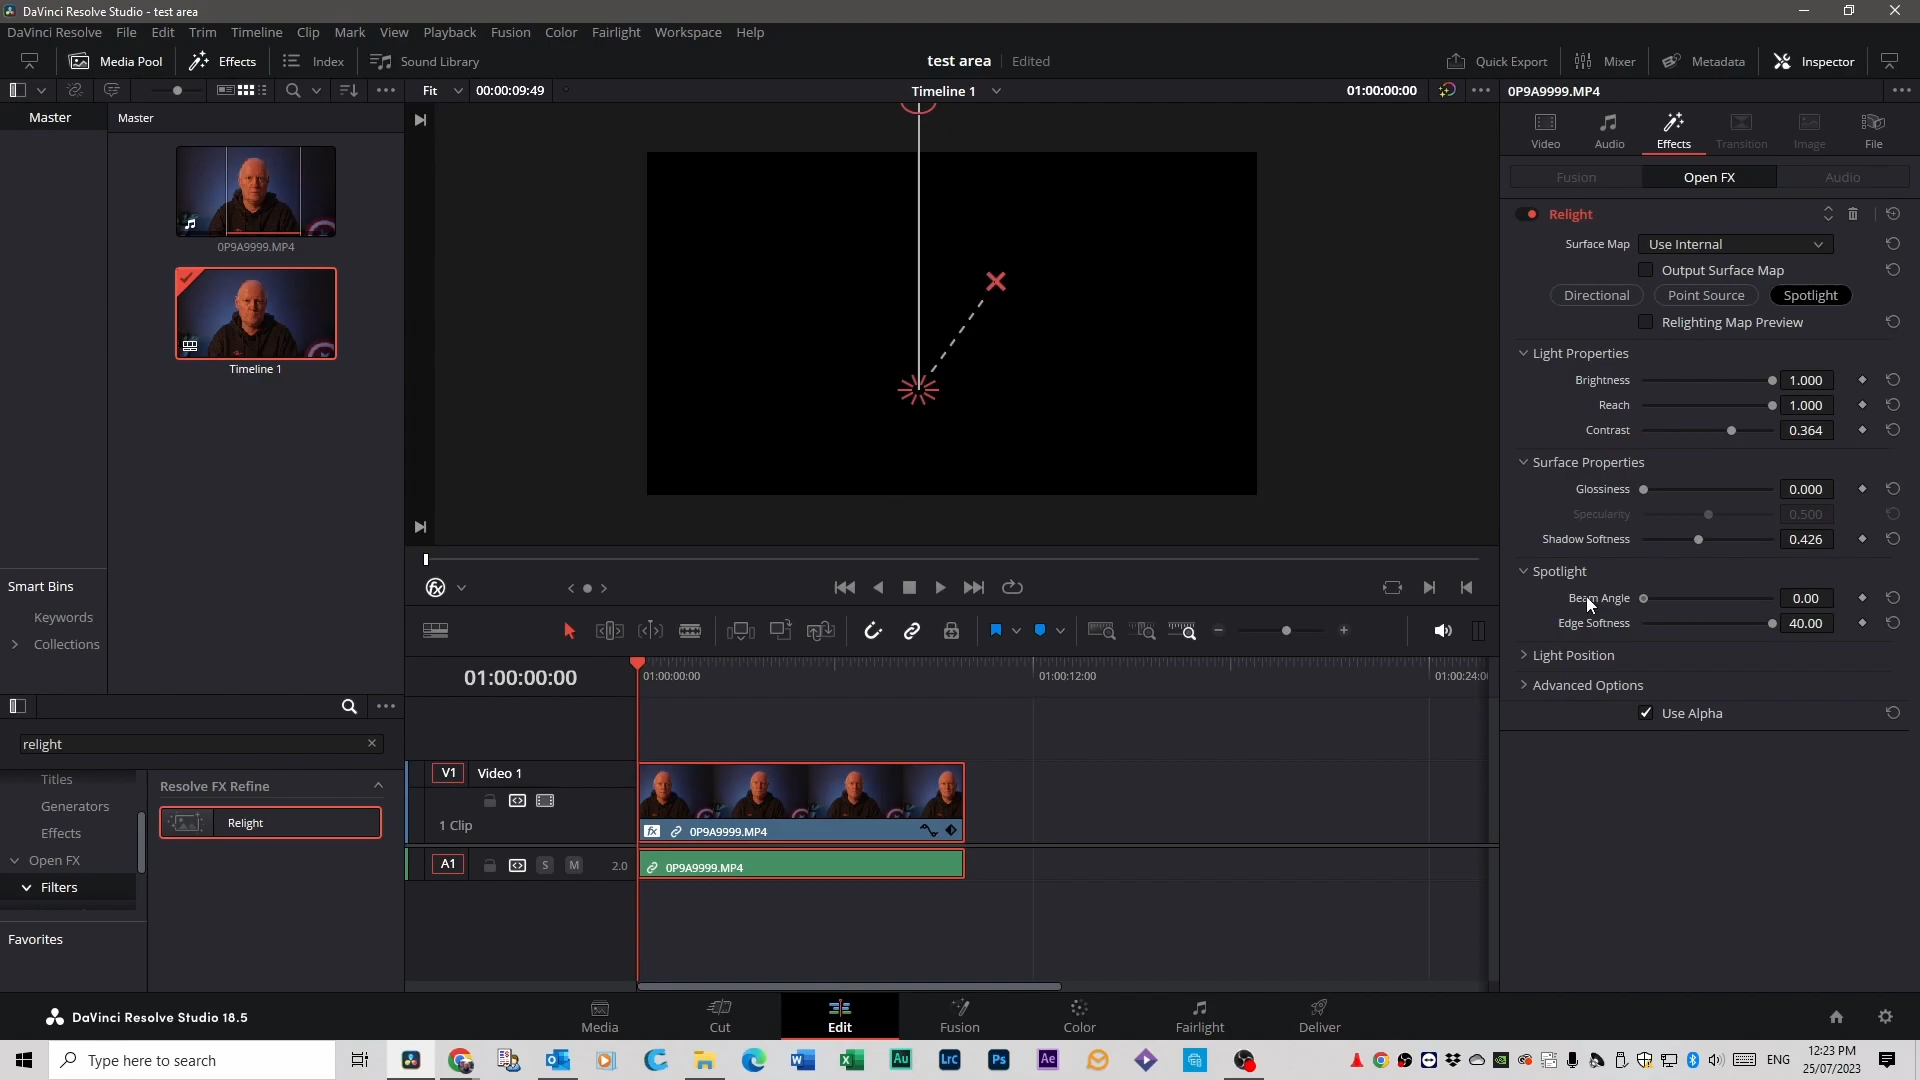 DaVinci Resolve Studio - test area
DaVinci Resolve File Edit Trim Timeline Clip Mark View Playback Fusion Color Fairlight Workspace Help
Media Pool Effects Index Sound Library test area Edited Quick Export Mixer Metadata Inspector
Fit 00:00:09:49 Timeline 1 01:00:00:00 0P9A9999.MP4
Master Master
Video Audio Effects Transition Image File
Fusion Open FX Audio
Relight
Surface Map Use Internal
0P9A9999.MP4
Output Surface Map
Directional Point Source Spotlight
Relighting Map Preview
Light Properties
Timeline 1
Brightness 1.000
Reach 1.000
Contrast 0.364
Surface Properties
Glossiness 0.000
Specularity 0.500
Shadow Softness 0.426
Spotlight
Smart Bins
Beam Angle 0.00
Keywords
Edge Softness 40.00
Collections
Light Position
01:00:00:00 01:00:00:00 01:00:12:00 01:00:24:0
Advanced Options
Use Alpha
relight
V1 Video 1
Titles
Resolve FX Refine
Generators
Relight
1 Clip
Effects
fx 0P9A9999.MP4
Open FX
A1 S M 2.0 0P9A9999.MP4
Filters
Favorites
DaVinci Resolve Studio 18.5
Media Cut Edit Fusion Color Fairlight Deliver
Type here to search
Au
Lrc
Ps
Ae
ENG
12:23 PM
25/07/2023